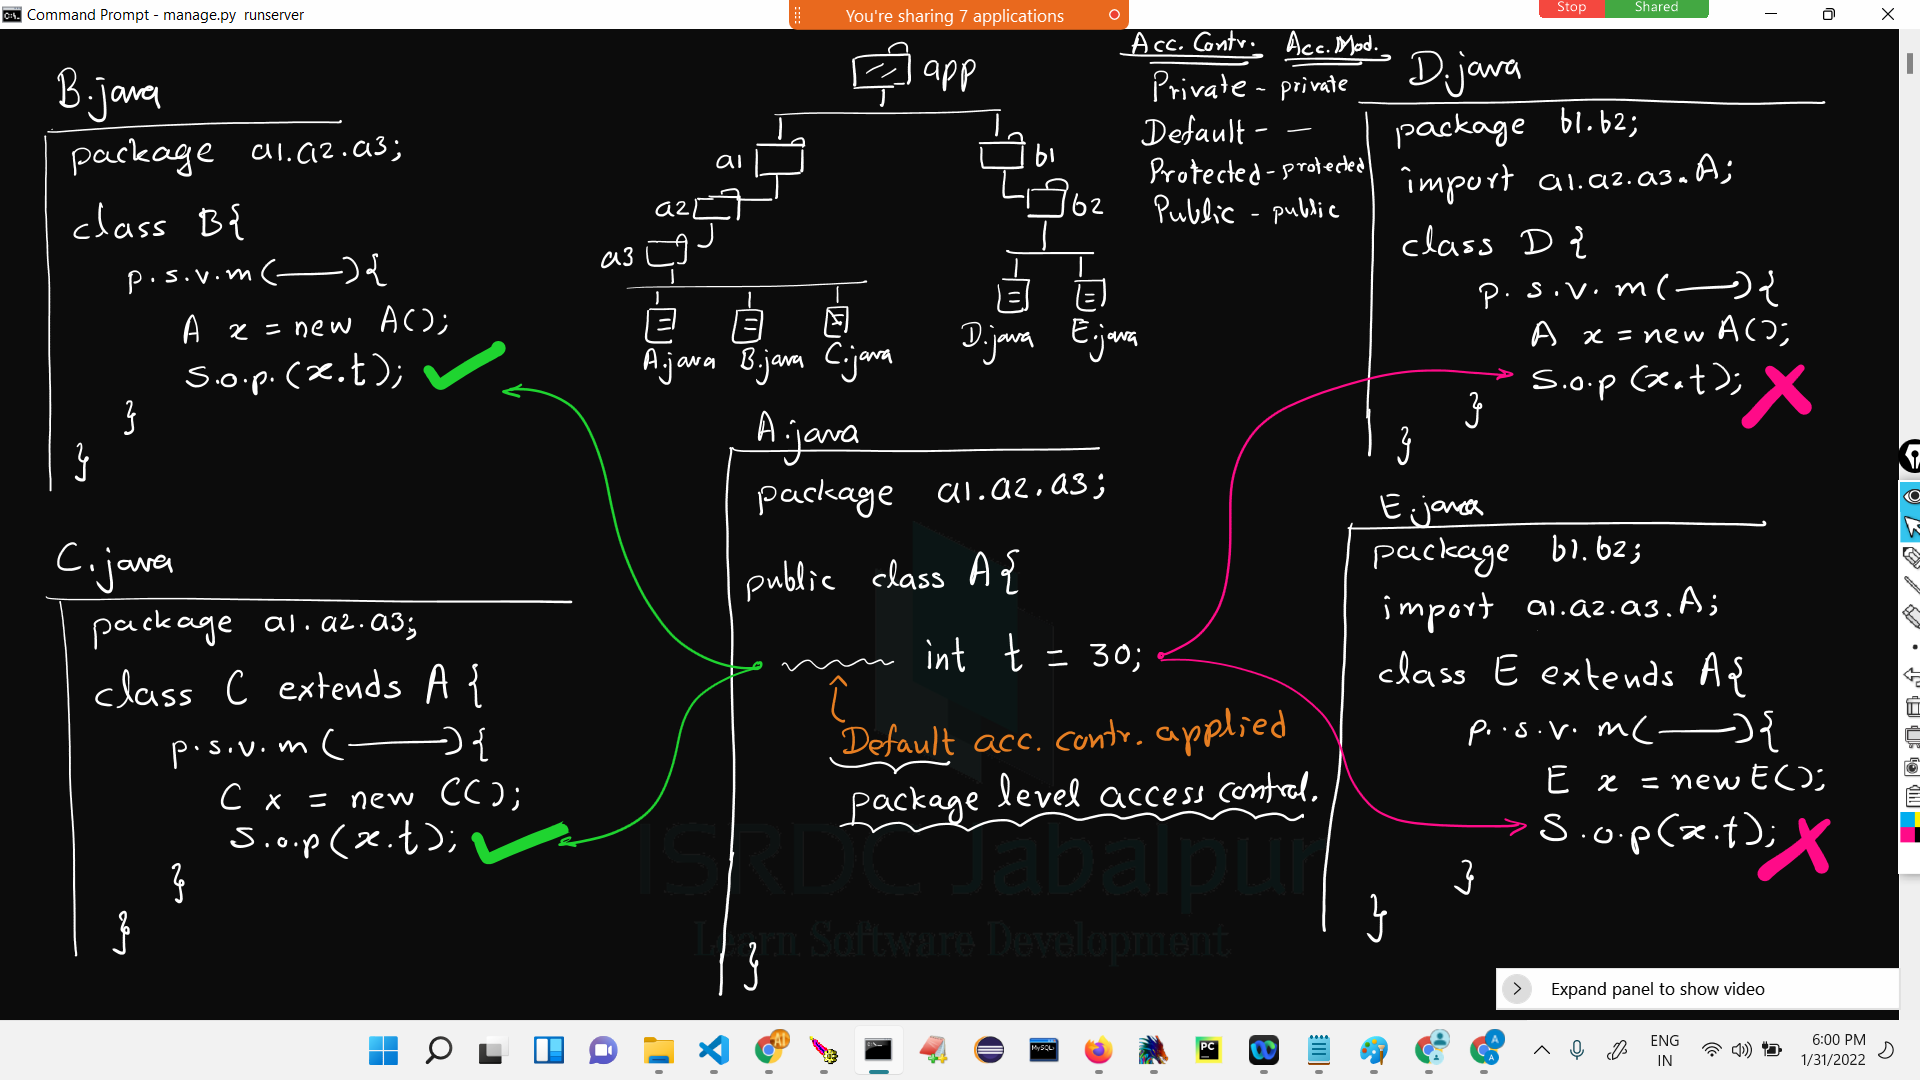 Command Prompt - manage.py runserver
You're sharing 7 applications
Stop Shared
B.java
package a1.a2.a3;
class B{
p.s.v.m(——){
A x = new A();
S.o.p.(x.t);
}
}
C.java
package a1.a2.a3;
class C extends A {
p.s.v.m(———){
C x = new C();
S.o.p(x.t);
}
}
app
a1 b1
a2 b2
a3
A.java B.java C.java D.java E.java
Acc. Contr. Acc. Mod.
Private - private
Default - —
Protected - protected
Public - public
A.java
package a1.a2.a3;
public class A{
int t = 30;
Default acc. contr. applied
package level access control.
}
D.java
package b1.b2;
import a1.a2.a3.A;
class D {
p.s.v.m(——){
A x = new A();
S.o.p(x.t);
}
}
E.java
package b1.b2;
import a1.a2.a3.A;
class E extends A{
p.s.v.m(——){
E x = new E();
S.o.p(x.t);
}
}
ISRDC Jabalpur
Learn Software Development
Expand panel to show video
ENG
IN
6:00 PM
1/31/2022